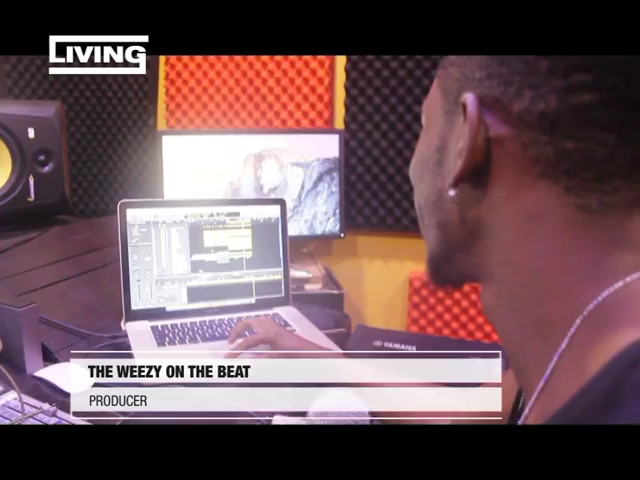 LIVING
YAMAHA
THE WEEZY ON THE BEAT
PRODUCER